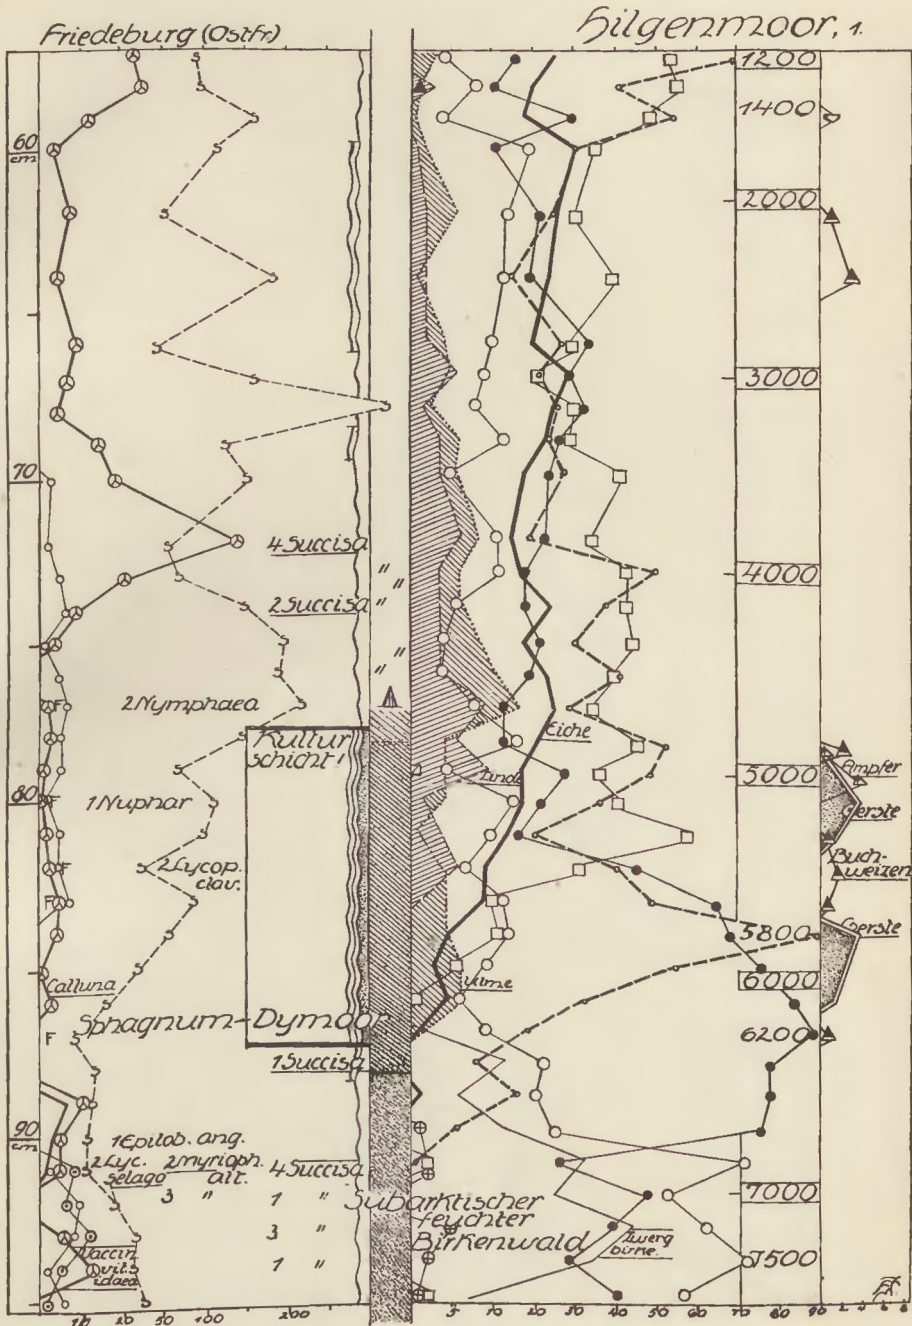 Friedeburg (Ostfr.)
Hilgenmoor, 1.
1200
1400
60
cm
2000
3000
70
4 Succisa
"
"
4000
2 Succisa "
"
"
2 Nymphaea
F
Kultur
schicht!
Eiche
Linde
5000
Ampfer
80
F
1 Nuphar
Gerste
F
2 Lycop.
clav.
Buch-
weizen
F
5800
Gerste
Calluna
Ulme
6000
Sphagnum-Dymoor
F
6200
1 Succisa
90
cm
1 Epilob. ang.
2 Lyc. 2 myrioph. 4 Succisa
selago alt.
3 " 1 "
Subarktischer
7000
feuchter
3 "
Birkenwald
Zwerg
birne.
Vaccin
vit.s
idaea
1 "
7500
10 20 50 100 200
5 10 20 30 40 50 60 70 80 90
2 4 6 8